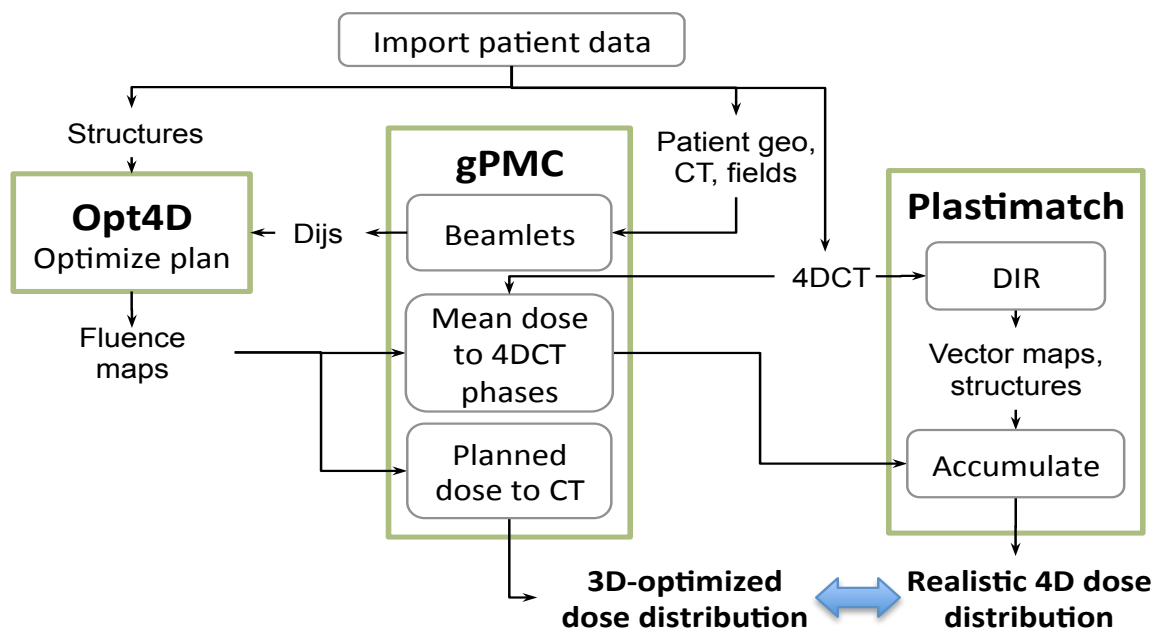 Import patient data
Structures
Patient geo,
CT, fields
gPMC
Plastimatch
Opt4D
Optimize plan
Dijs
Beamlets
4DCT
DIR
Mean dose
to 4DCT
phases
Fluence
maps
Vector maps,
structures
Planned
dose to CT
Accumulate
3D-optimized
dose distribution
Realistic 4D dose
distribution